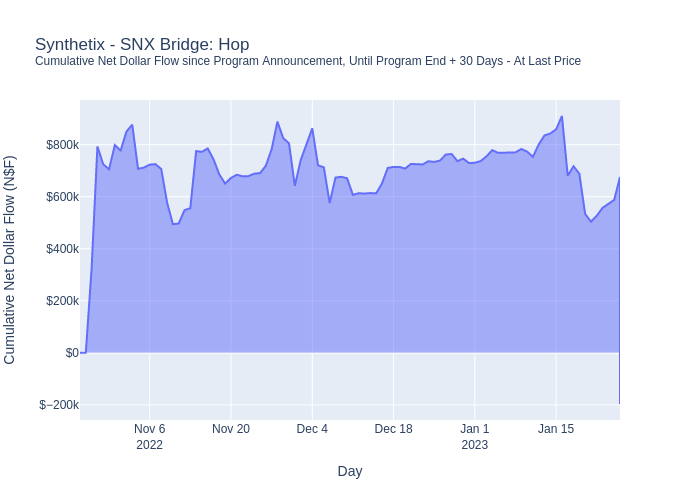 Synthetix - SNX Bridge: Hop
Cumulative Net Dollar Flow since Program Announcement, Until Program End + 30 Days - At Last Price
Cumulative Net Dollar Flow (N$F)
$800k
$600k
$400k
$200k
$0
$−200k
Nov 6
2022
Nov 20
Dec 4
Dec 18
Jan 1
2023
Jan 15
Day